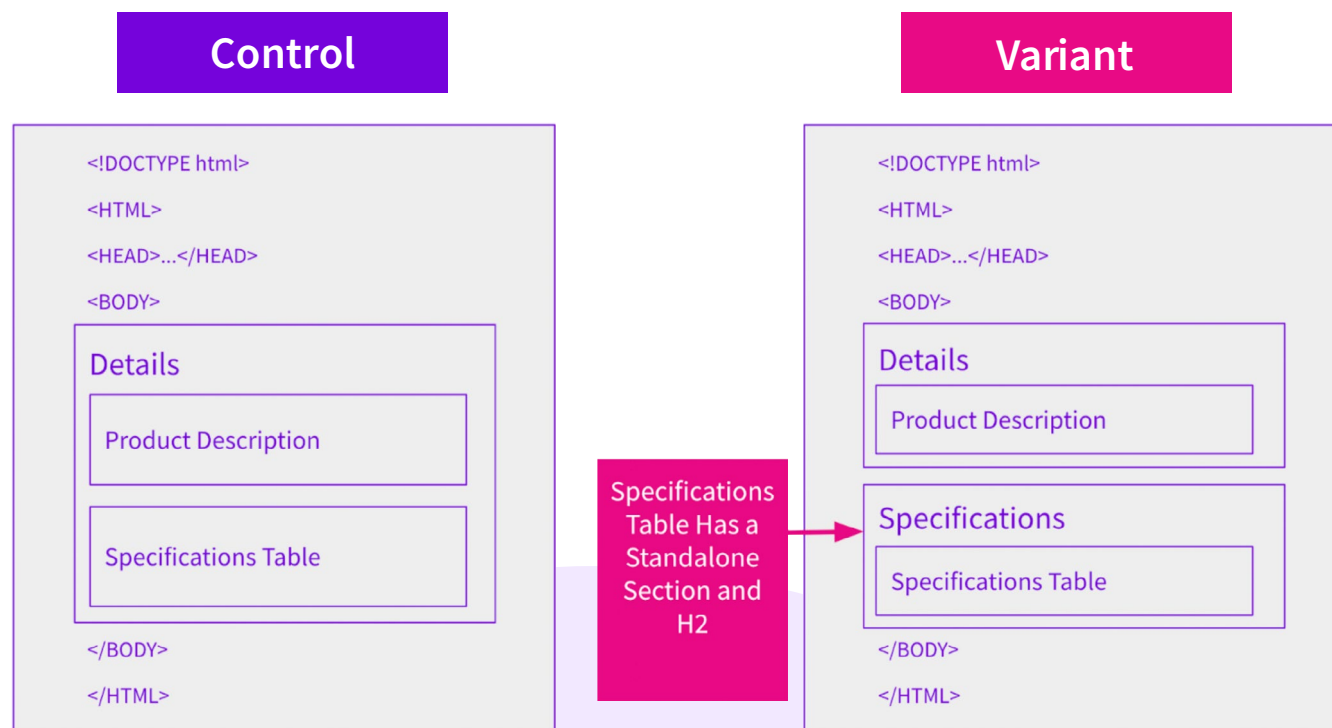 Control
<!DOCTYPE html>
<HTML>
<HEAD>...</HEAD>
<BODY>
Details
Product Description
Specifications Table
</BODY>
</HTML>
Specifications
Table Has a
Standalone
Section and
H2
Variant
<!DOCTYPE html>
<HTML>
<HEAD>...</HEAD>
<BODY>
Details
Product Description
Specifications
Specifications Table
</BODY>
</HTML>